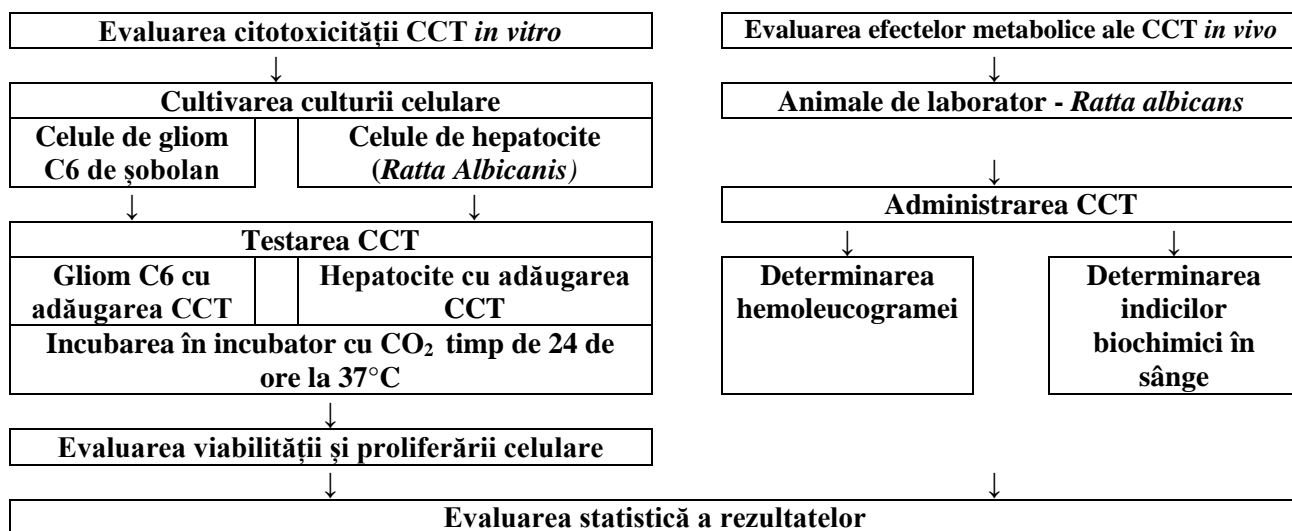 Evaluarea citotoxicității CCT in vitro
↓
Cultivarea culturii celulare
Celule de gliom
C6 de șobolan
Celule de hepatocite
(Ratta Albicanis)
↓ ↓
Testarea CCT
Gliom C6 cu
adăugarea CCT
Hepatocite cu adăugarea
CCT
Incubarea în incubator cu CO₂ timp de 24 de
ore la 37°C
↓
Evaluarea viabilității și proliferării celulare
↓
Evaluarea efectelor metabolice ale CCT in vivo
↓
Animale de laborator - Ratta albicans
↓
Administrarea CCT
↓ ↓
Determinarea
hemoleucogramei
Determinarea
indicilor
biochimici în
sânge
↓
Evaluarea statistică a rezultatelor